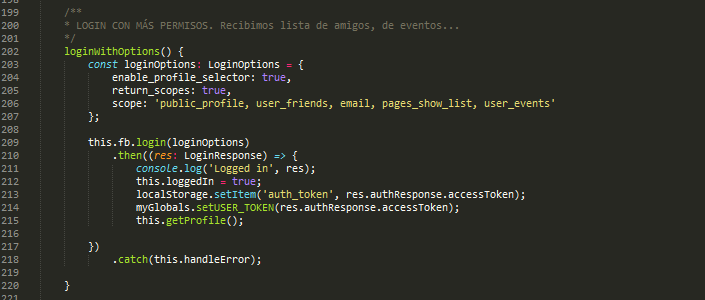 198
199 /**
200 * LOGIN CON MÁS PERMISOS. Recibimos lista de amigos, de eventos...
201 */
202 loginWithOptions() {
203 const loginOptions: LoginOptions = {
204 enable_profile_selector: true,
205 return_scopes: true,
206 scope: 'public_profile, user_friends, email, pages_show_list, user_events'
207 };
208
209 this.fb.login(loginOptions)
210 .then((res: LoginResponse) => {
211 console.log('Logged in', res);
212 this.loggedIn = true;
213 localStorage.setItem('auth_token', res.authResponse.accessToken);
214 myGlobals.setUSER_TOKEN(res.authResponse.accessToken);
215 this.getProfile();
216
217 })
218 .catch(this.handleError);
219
220 }
221